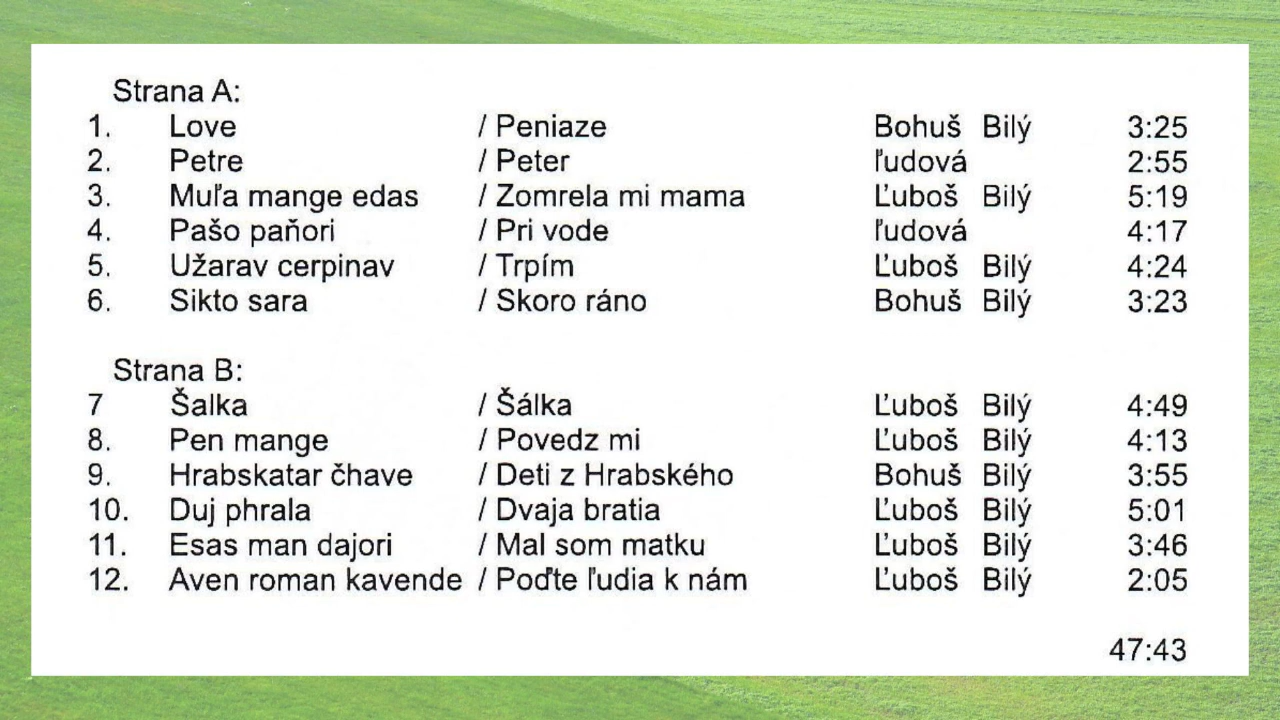 Strana A:
1. Love / Peniaze Bohuš Bilý 3:25
2. Petre / Peter ľudová 2:55
3. Muľa mange edas / Zomrela mi mama Ľuboš Bilý 5:19
4. Pašo paňori / Pri vode ľudová 4:17
5. Užarav cerpinav / Trpím Ľuboš Bilý 4:24
6. Sikto sara / Skoro ráno Bohuš Bilý 3:23
Strana B:
7 Šalka / Šálka Ľuboš Bilý 4:49
8. Pen mange / Povedz mi Ľuboš Bilý 4:13
9. Hrabskatar čhave / Deti z Hrabského Bohuš Bilý 3:55
10. Duj phrala / Dvaja bratia Ľuboš Bilý 5:01
11. Esas man dajori / Mal som matku Ľuboš Bilý 3:46
12. Aven roman kavende / Poďte ľudia k nám Ľuboš Bilý 2:05
47:43